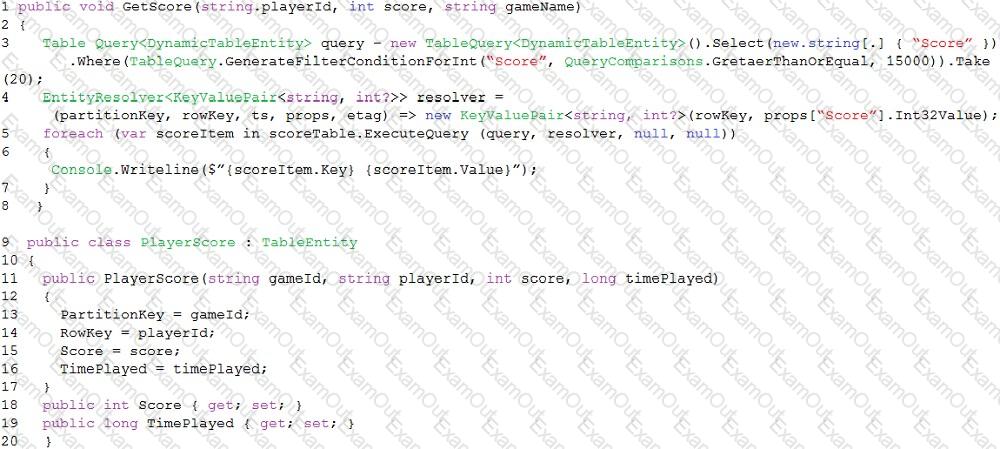 1 public void GetScore(string.playerId, int score, string gameName)
2 {
3 Table Query<DynamicTableEntity> query - new TableQuery<DynamicTableEntity>().Select(new.string[.] { "Score" })
.Where(TableQuery.GenerateFilterConditionForInt("Score", QueryComparisons.GretaerThanOrEqual, 15000)).Take
(20);
4 EntityResolver<KeyValuePair<string, int?>> resolver =
(partitionKey, rowKey, ts, props, etag) => new KeyValuePair<string, int?>(rowKey, props["Score"].Int32Value);
5 foreach (var scoreItem in scoreTable.ExecuteQuery (query, resolver, null, null))
6 {
Console.Writeline($"{scoreItem.Key} {scoreItem.Value}");
7 }
8 }
9 public class PlayerScore : TableEntity
10 {
11 public PlayerScore(string gameId, string playerId, int score, long timePlayed)
12 {
13 PartitionKey = gameId;
14 RowKey = playerId;
15 Score = score;
16 TimePlayed = timePlayed;
17 }
18 public int Score { get; set; }
19 public long TimePlayed { get; set; }
20 }